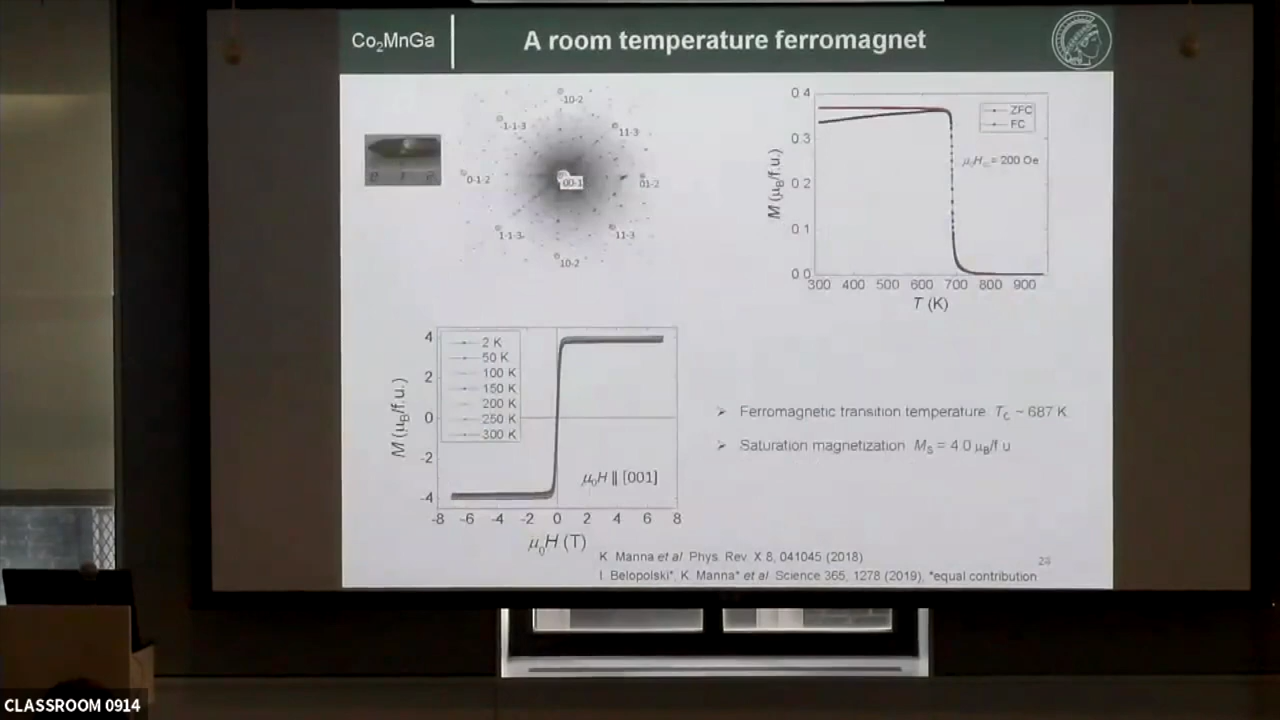 Co₂MnGa
A room temperature ferromagnet
-10-2
-1-1-3
11-3
0-1-2
00-1
01-2
1-1-3
11-3
10-2
0 4
0.3
0 2
0 1
0 0
M (μB/f.u.)
ZFC
FC
= 200 Oe
300 400 500 600 700 800 900
T (K)
4
2
0
-2
-4
M (μB/f.u.)
2 K
50 K
100 K
150 K
200 K
250 K
300 K
μ₀H ∥ [001]
-8 -6 -4 -2 0 2 4 6 8
μ₀H (T)
➢ Ferromagnetic transition temperature TC ~ 687 K
➢ Saturation magnetization MS = 4.0 μB/f u
K. Manna et al Phys. Rev. X 8, 041045 (2018)
I. Belopolski*, K. Manna* et al Science 365, 1278 (2019), *equal contribution
CLASSROOM 0914